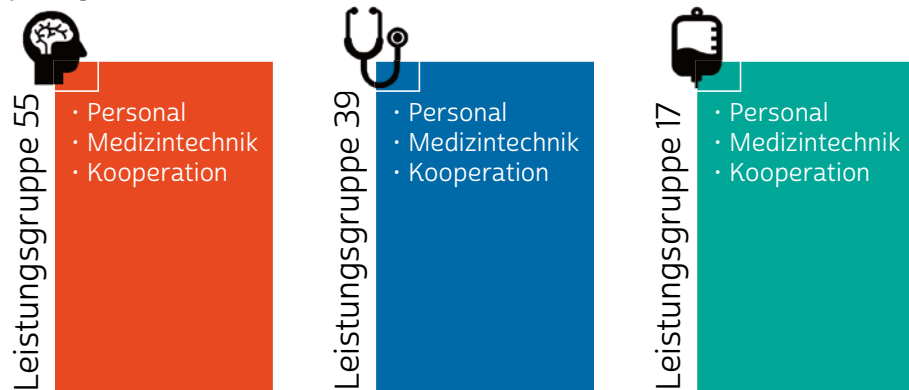 Leistungsgruppe 55
· Personal
· Medizintechnik
· Kooperation
Leistungsgruppe 39
· Personal
· Medizintechnik
· Kooperation
Leistungsgruppe 17
· Personal
· Medizintechnik
· Kooperation